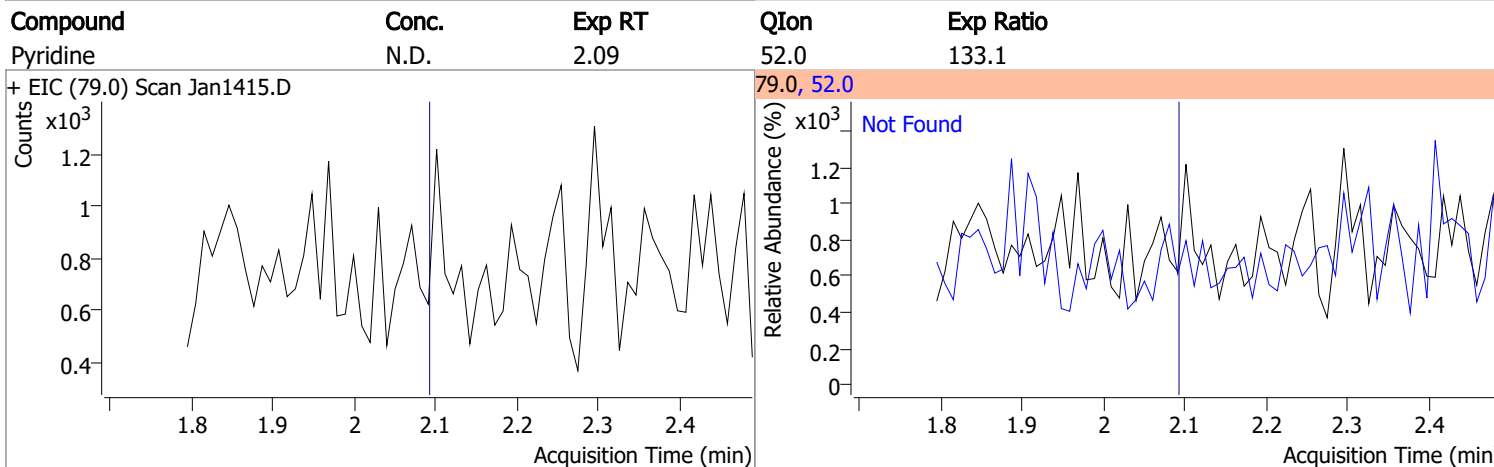 Compound Conc. Exp RT QIon Exp Ratio
Pyridine N.D. 2.09 52.0 133.1
+ EIC (79.0) Scan Jan1415.D
Counts
x10³
1.2
1
0.8
0.6
0.4
1.8 1.9 2 2.1 2.2 2.3 2.4
Acquisition Time (min)
79.0, 52.0
Relative Abundance (%)
x10³
Not Found
1.2
1
0.8
0.6
0.4
0.2
0
1.8 1.9 2 2.1 2.2 2.3 2.4
Acquisition Time (min